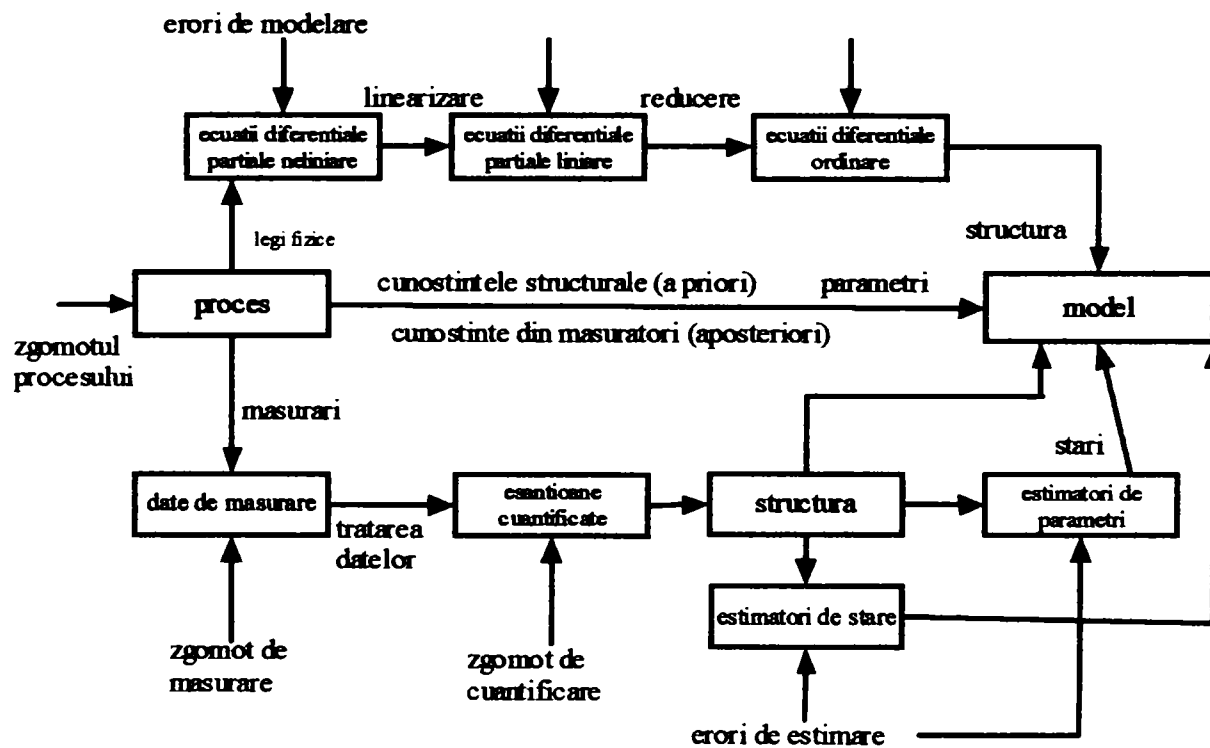 erori de modelare
linearizare
reducere
ecuatii diferentiale
partiale neliniare
ecuatii diferentiale
partiale liniare
ecuatii diferentiale
ordinare
legi fizice
structura
proces
cunostintele structurale (a priori)
parametri
model
cunostinte din masuratori (aposteriori)
zgomotul
procesului
masurari
stari
date de masurare
esantioane
cuantificate
structura
estimatori de
parametri
tratarea
datelor
estimatori de stare
zgomot de
masurare
zgomot de
cuantificare
erori de estimare